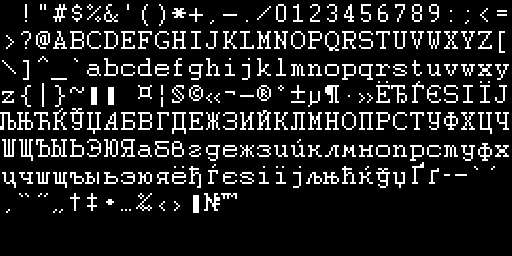 !"#$%&'()*+,-./0123456789:;<=
>?@ABCDEFGHIJKLMNOPQRSTUVWXYZ[
\]^_`abcdefghijklmnopqrstuvwxy
z{|}~▮▮ ¤¦§©«¬–®°±µ¶·»ЁЂЃЄЅІЇЈ
ЉЊЋЌЎЏАБВГДЕЖЗИЙКЛМНОПРСТУФХЦЧ
ШЩЪЫЬЭЮЯабвгдежзийклмнопрстуфх
цчшщъыьэюяёђѓєѕіїјљњћќўџҐґ–—`´
‚˜˝„†‡•…‰‹› ▮№™